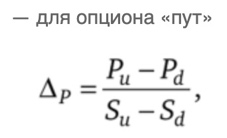 — для опциона «пут»
Δ_P = (P_u − P_d) / (S_u − S_d),